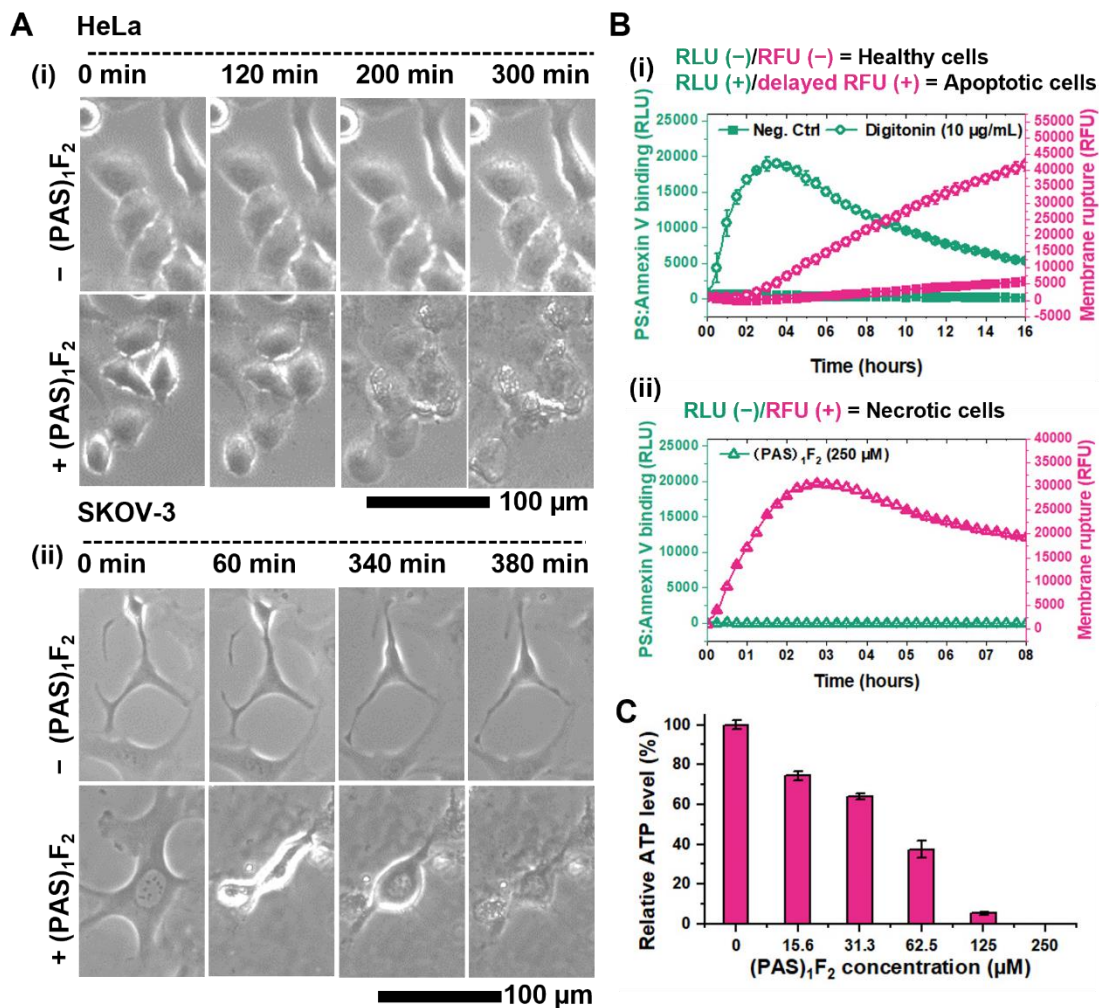 A
HeLa
(i)
0 min 120 min 200 min 300 min
− (PAS)₁F₂
+ (PAS)₁F₂
100 µm
SKOV-3
(ii)
0 min 60 min 340 min 380 min
− (PAS)₁F₂
+ (PAS)₁F₂
100 µm
B
(i)
RLU (−)/RFU (−) = Healthy cells
RLU (+)/delayed RFU (+) = Apoptotic cells
PS:Annexin V binding (RLU)
25000
20000
15000
10000
5000
0
Neg. Ctrl Digitonin (10 µg/mL)
55000
50000
45000
40000
35000
30000
25000
20000
15000
10000
5000
0
-5000
Membrane rupture (RFU)
00 02 04 06 08 10 12 14 16
Time (hours)
(ii)
RLU (−)/RFU (+) = Necrotic cells
PS:Annexin V binding (RLU)
25000
20000
15000
10000
5000
0
(PAS)₁F₂ (250 µM)
40000
35000
30000
25000
20000
15000
10000
5000
0
Membrane rupture (RFU)
00 01 02 03 04 05 06 07 08
Time (hours)
C
Relative ATP level (%)
100
80
60
40
20
0
0 15.6 31.3 62.5 125 250
(PAS)₁F₂ concentration (µM)